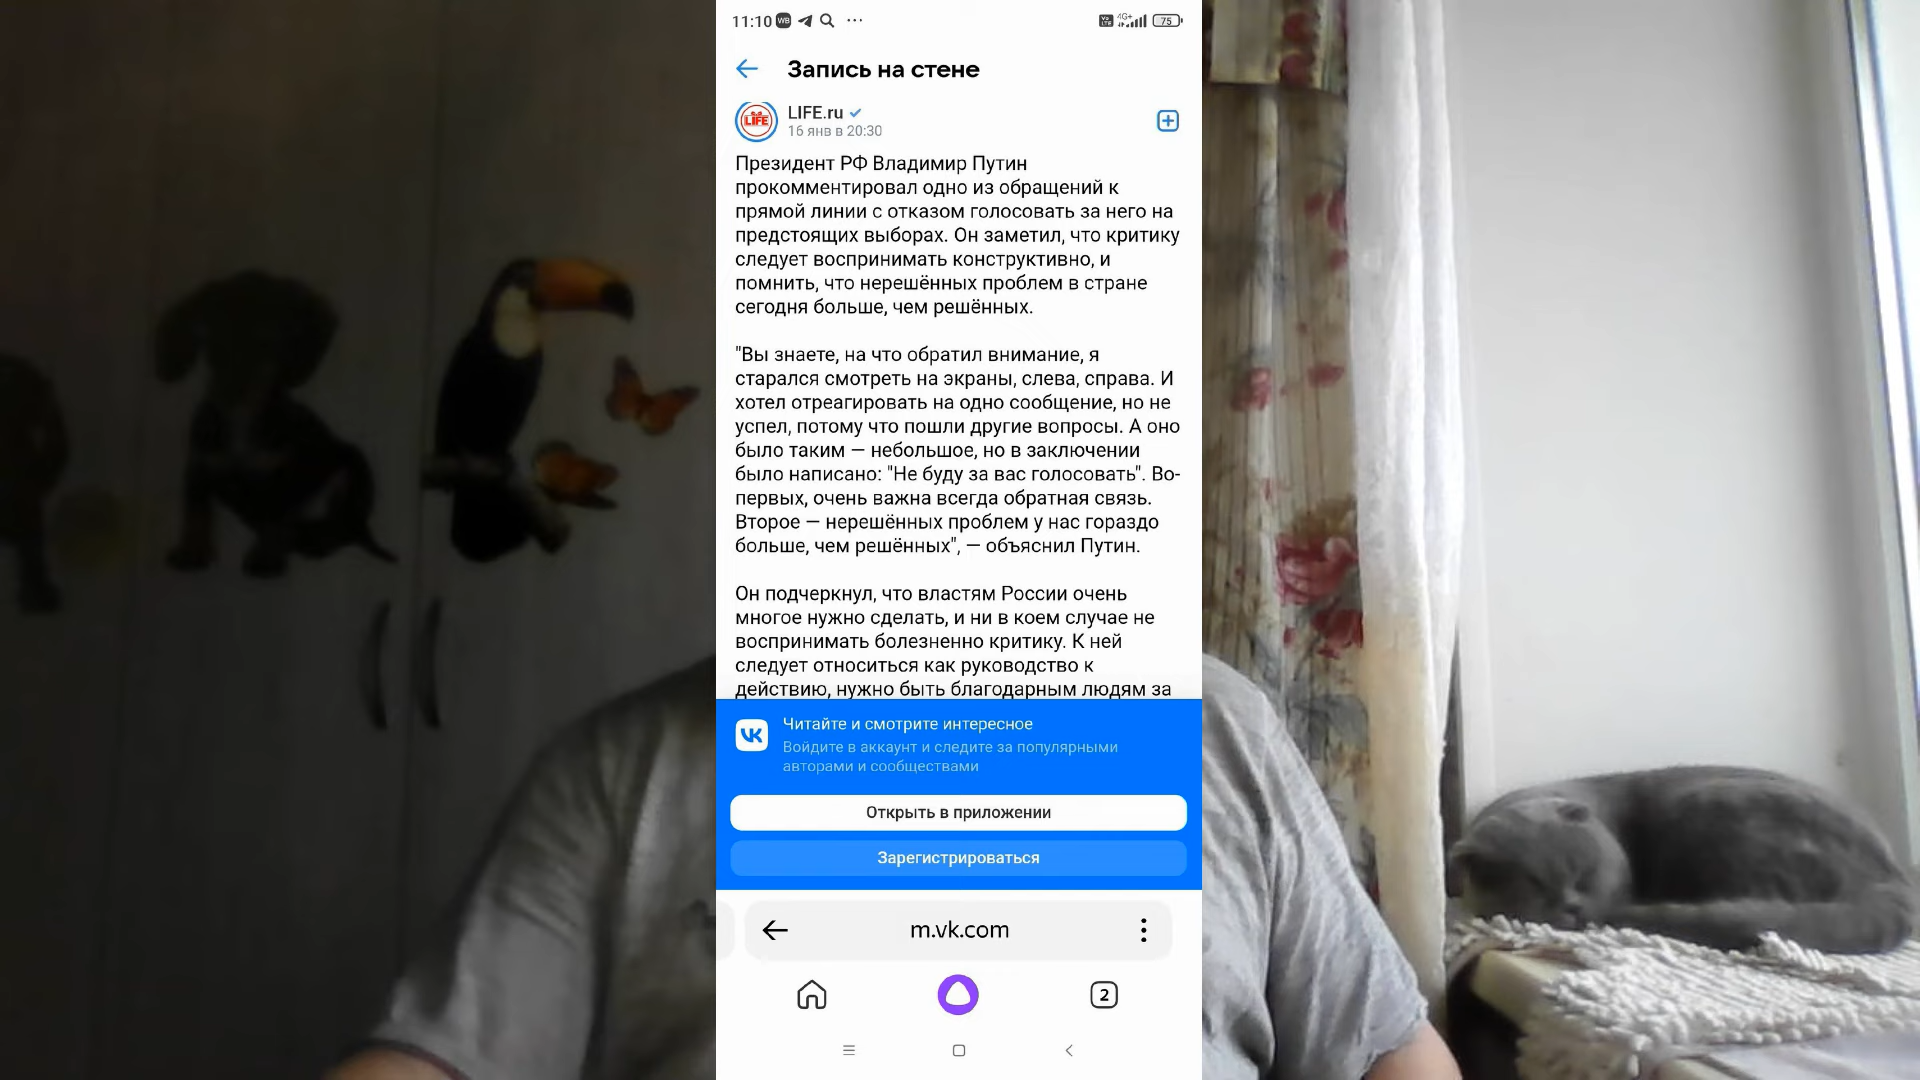 11:10 WB
4G+
75
Запись на стене
LIFE
LIFE.ru
16 янв в 20:30
Президент РФ Владимир Путин
прокомментировал одно из обращений к
прямой линии с отказом голосовать за него на
предстоящих выборах. Он заметил, что критику
следует воспринимать конструктивно, и
помнить, что нерешённых проблем в стране
сегодня больше, чем решённых.
"Вы знаете, на что обратил внимание, я
старался смотреть на экраны, слева, справа. И
хотел отреагировать на одно сообщение, но не
успел, потому что пошли другие вопросы. А оно
было таким — небольшое, но в заключении
было написано: "Не буду за вас голосовать". Во-
первых, очень важна всегда обратная связь.
Второе — нерешённых проблем у нас гораздо
больше, чем решённых", — объяснил Путин.
Он подчеркнул, что властям России очень
многое нужно сделать, и ни в коем случае не
воспринимать болезненно критику. К ней
следует относиться как руководство к
действию, нужно быть благодарным людям за
Читайте и смотрите интересное
Войдите в аккаунт и следите за популярными
авторами и сообществами
Открыть в приложении
Зарегистрироваться
m.vk.com
2